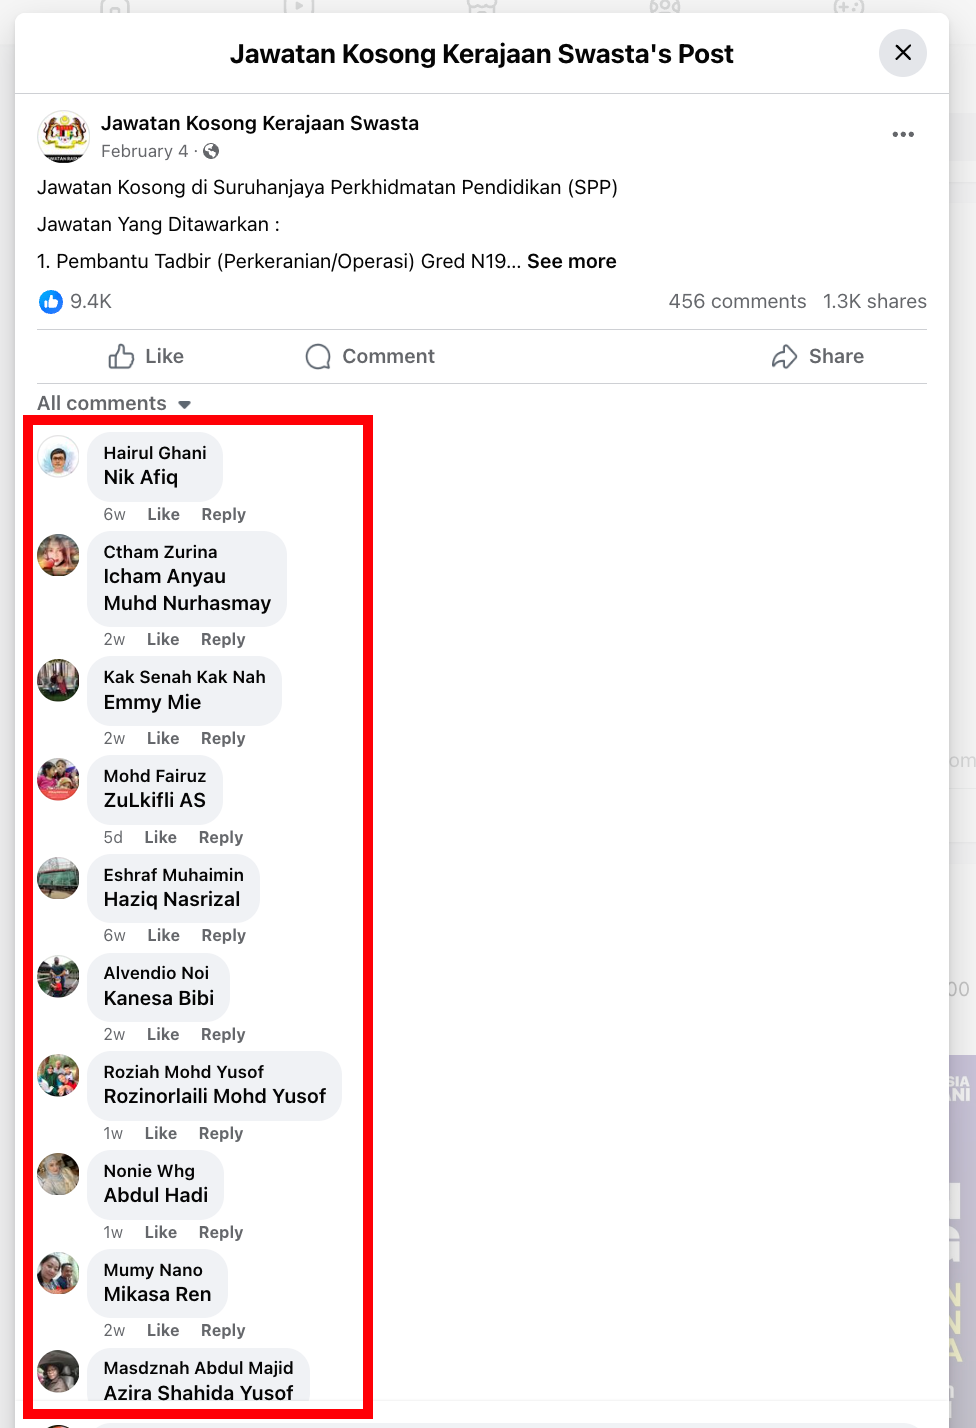 Jawatan Kosong Kerajaan Swasta's Post
Jawatan Kosong Kerajaan Swasta
February 4 ·
Jawatan Kosong di Suruhanjaya Perkhidmatan Pendidikan (SPP)
Jawatan Yang Ditawarkan :
1. Pembantu Tadbir (Perkeranian/Operasi) Gred N19... See more
9.4K 456 comments 1.3K shares
Like Comment Share
All comments
Hairul Ghani
Nik Afiq
6w Like Reply
Ctham Zurina
Icham Anyau
Muhd Nurhasmay
2w Like Reply
Kak Senah Kak Nah
Emmy Mie
2w Like Reply
Mohd Fairuz
ZuLkifli AS
5d Like Reply
Eshraf Muhaimin
Haziq Nasrizal
6w Like Reply
Alvendio Noi
Kanesa Bibi
2w Like Reply
Roziah Mohd Yusof
Rozinorlaili Mohd Yusof
1w Like Reply
Nonie Whg
Abdul Hadi
1w Like Reply
Mumy Nano
Mikasa Ren
2w Like Reply
Masdznah Abdul Majid
Azira Shahida Yusof